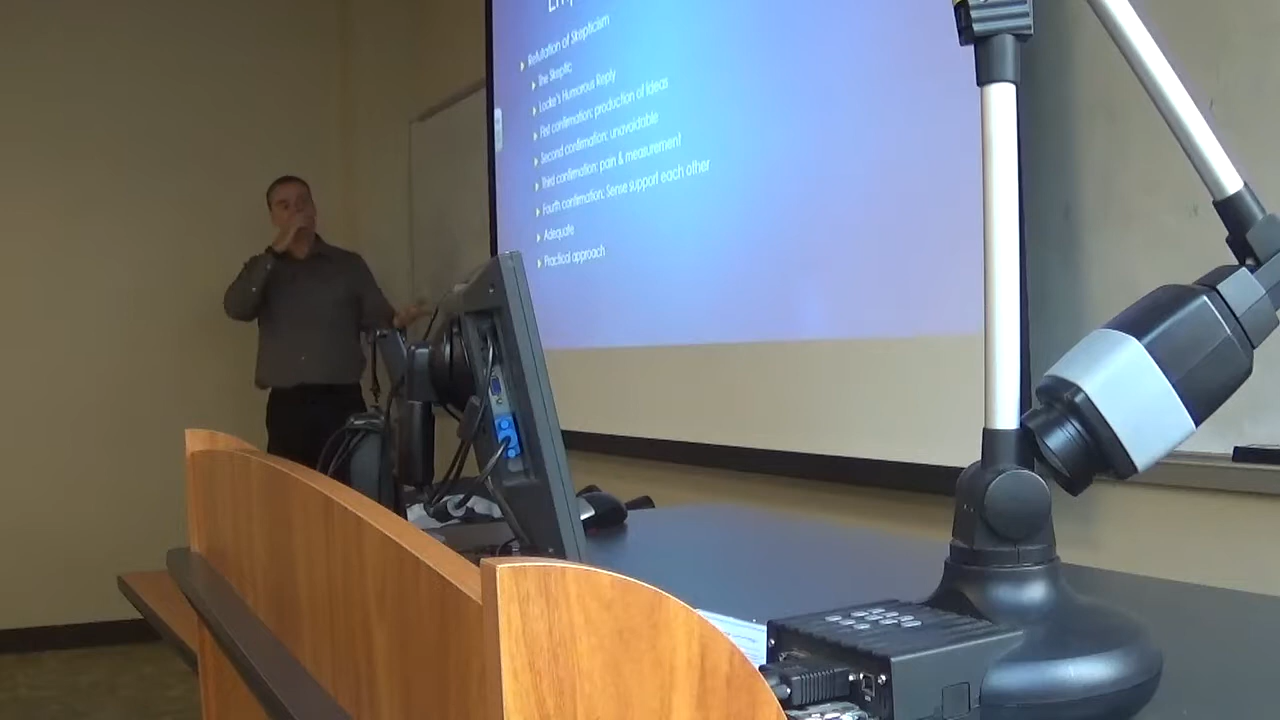 Refutation of Skepticism
The Skeptic
Locke's Humorous Reply
First confirmation: production of ideas
Second confirmation: unavoidable
Third confirmation: pain & measurement
Fourth confirmation: Sense support each other
Adequate
Practical approach